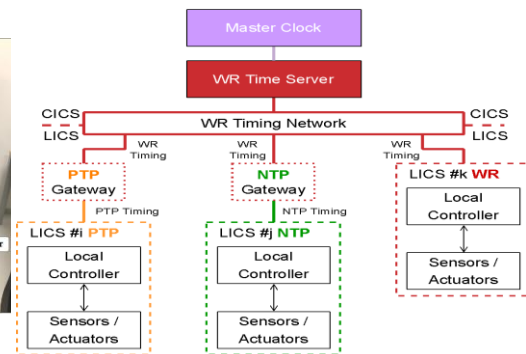 Master Clock
WR Time Server
CICS
CICS
WR Timing Network
LICS
LICS
WR
Timing
WR
Timing
WR
Timing
PTP
Gateway
NTP
Gateway
LICS #k WR
Local
Controller
Sensors /
Actuators
PTP Timing
NTP Timing
LICS #i PTP
Local
Controller
Sensors /
Actuators
LICS #j NTP
Local
Controller
Sensors /
Actuators